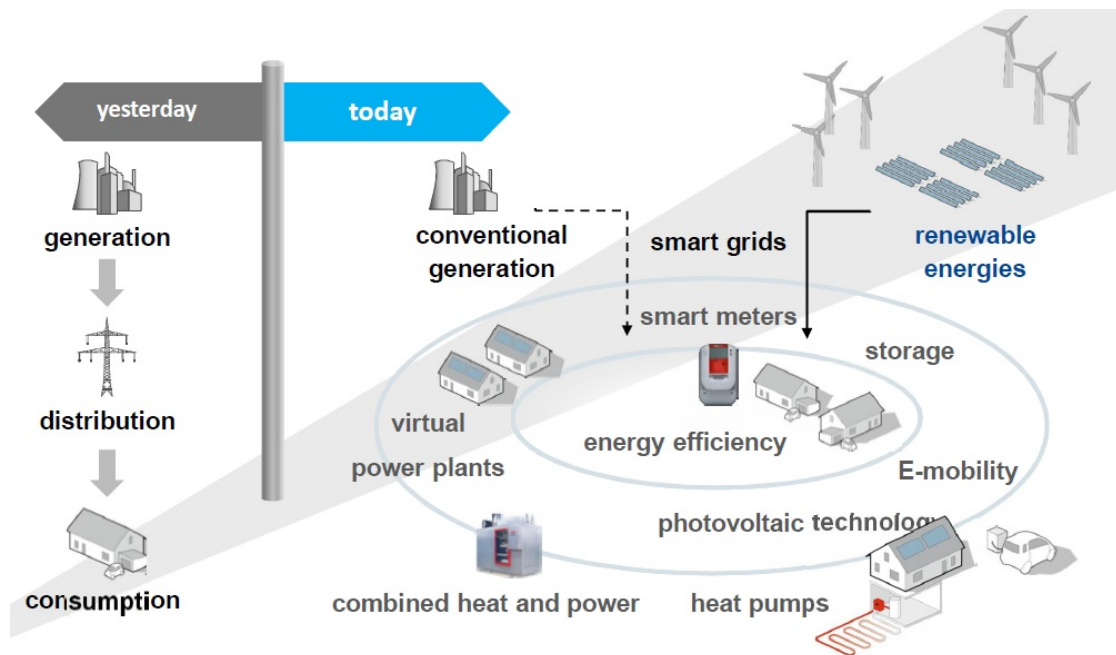 yesterday
today
generation
distribution
consumption
conventional
generation
smart grids
renewable
energies
smart meters
storage
virtual
power plants
energy efficiency
E-mobility
photovoltaic technology
combined heat and power
heat pumps